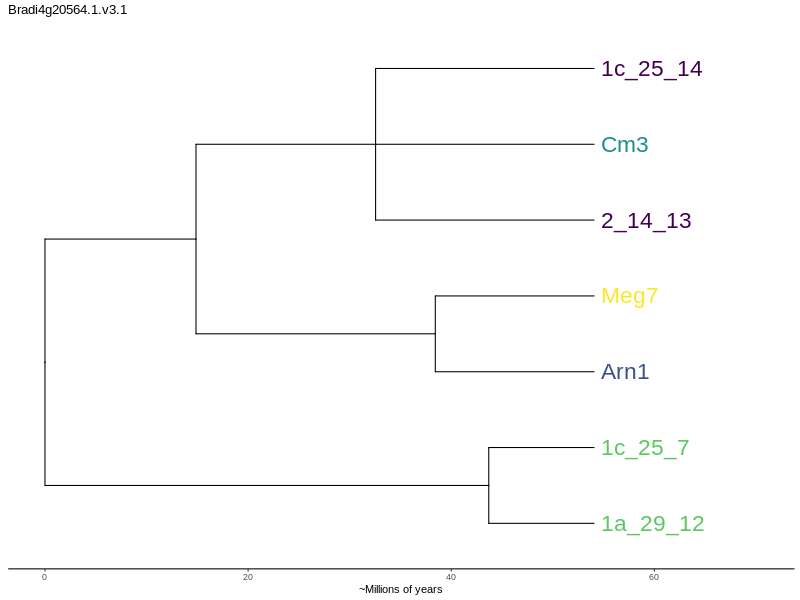 Bradi4g20564.1.v3.1
1c_25_14
Cm3
2_14_13
Meg7
Arn1
1c_25_7
1a_29_12
0 20 40 60
~Millions of years